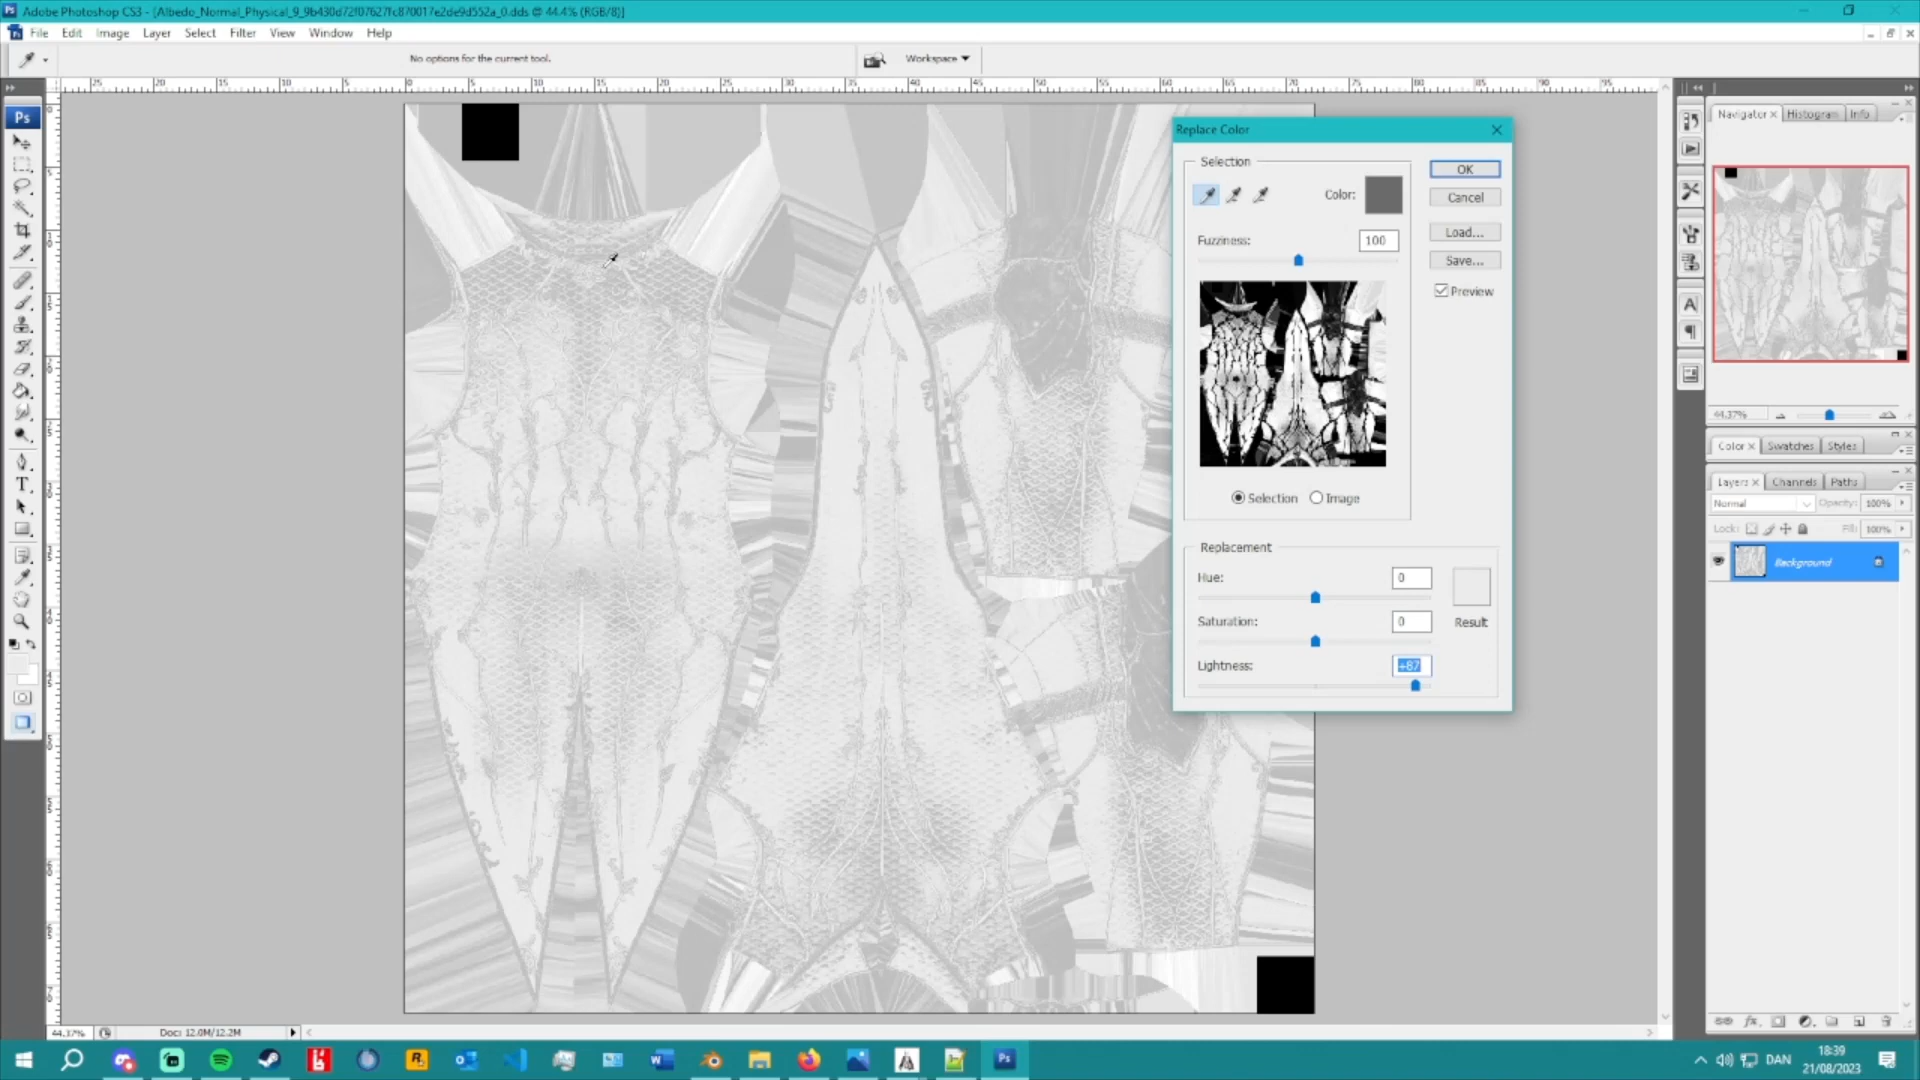 Adobe Photoshop CS3 - [Albedo_Normal_Physical_9_9b430d72f07627fc870017e2de9d552a_0.dds @ 44.4% (RGB/8)]
File Edit Image Layer Select Filter View Window Help
No options for the current tool.
Workspace
Navigator Histogram Info
44.37%
Color Swatches Styles
Layers Channels Paths
Normal Opacity: 100%
Lock: Fill: 100%
Background
Replace Color
Selection
OK
Color:
Cancel
Fuzziness: 100
Load...
Save...
Preview
Selection Image
Replacement
Hue: 0
Saturation: 0
Result
Lightness: +87
44.37% Doc: 12.0M/12.2M
DAN
18:39
21/08/2023